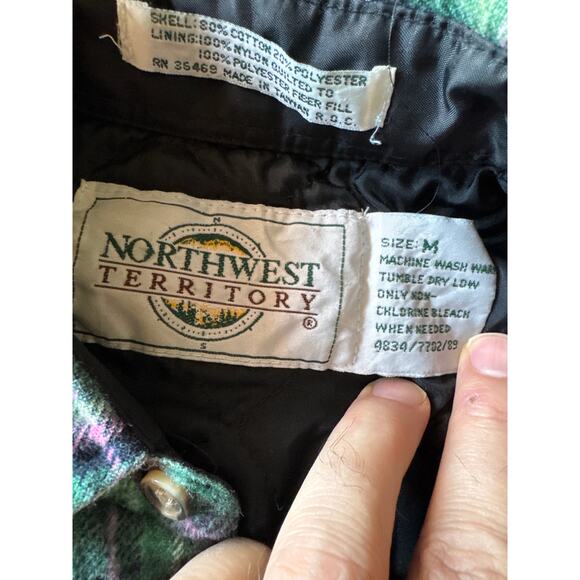 SHELL: 80% COTTON 20% POLYESTER
LINING: 100% NYLON QUILTED TO
100% POLYESTER FIBER FILL
RN 36469 MADE IN TAIWAN R.O.C.
N
NORTHWEST
TERRITORY
®
S
SIZE: M
MACHINE WASH WARM
TUMBLE DRY LOW
ONLY NON-
CHLORINE BLEACH
WHEN NEEDED
4834/7702/89